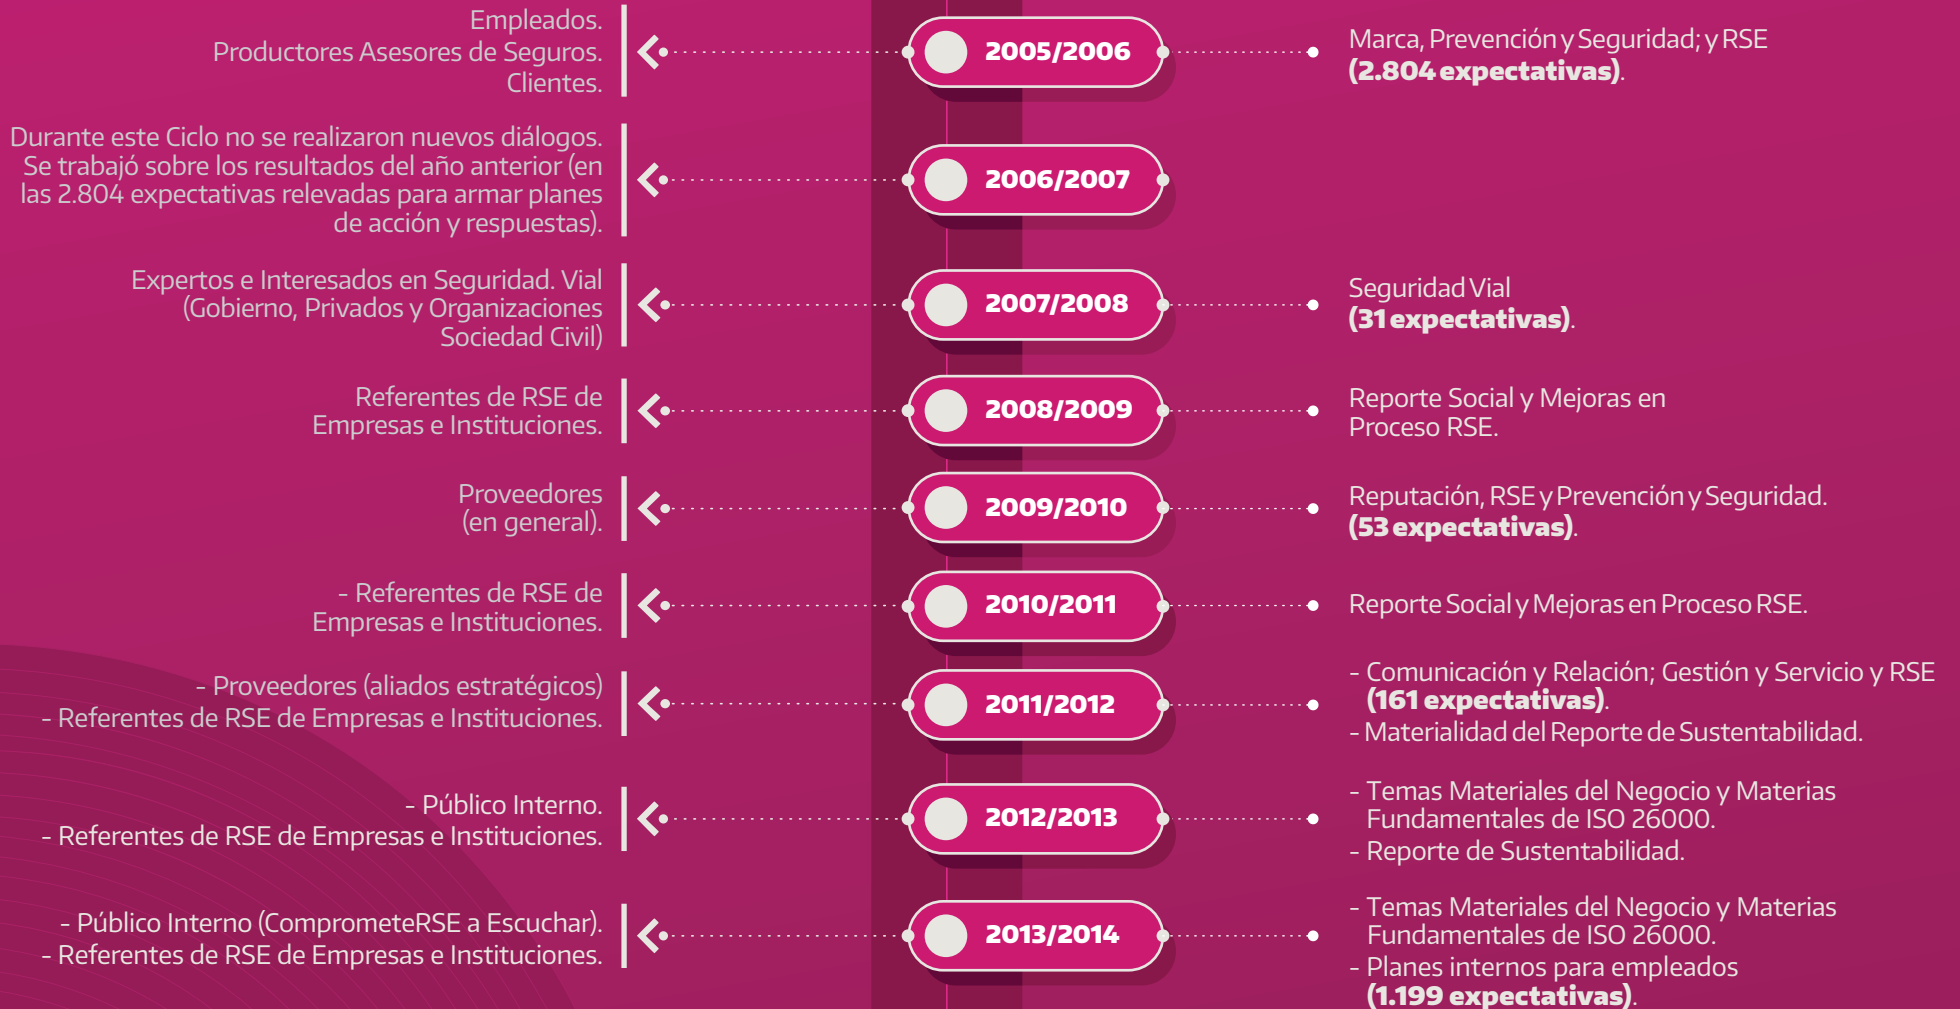 Empleados.
Productores Asesores de Seguros.
Clientes.
2005/2006
Marca, Prevención y Seguridad; y RSE
(2.804 expectativas).
Durante este Ciclo no se realizaron nuevos diálogos.
Se trabajó sobre los resultados del año anterior (en
las 2.804 expectativas relevadas para armar planes
de acción y respuestas).
2006/2007
Expertos e Interesados en Seguridad. Vial
(Gobierno, Privados y Organizaciones
Sociedad Civil)
2007/2008
Seguridad Vial
(31 expectativas).
Referentes de RSE de
Empresas e Instituciones.
2008/2009
Reporte Social y Mejoras en
Proceso RSE.
Proveedores
(en general).
2009/2010
Reputación, RSE y Prevención y Seguridad.
(53 expectativas).
- Referentes de RSE de
Empresas e Instituciones.
2010/2011
Reporte Social y Mejoras en Proceso RSE.
- Proveedores (aliados estratégicos)
- Referentes de RSE de Empresas e Instituciones.
2011/2012
- Comunicación y Relación; Gestión y Servicio y RSE
(161 expectativas).
- Materialidad del Reporte de Sustentabilidad.
- Público Interno.
- Referentes de RSE de Empresas e Instituciones.
2012/2013
- Temas Materiales del Negocio y Materias
Fundamentales de ISO 26000.
- Reporte de Sustentabilidad.
- Público Interno (ComprometeRSE a Escuchar).
- Referentes de RSE de Empresas e Instituciones.
2013/2014
- Temas Materiales del Negocio y Materias
Fundamentales de ISO 26000.
- Planes internos para empleados
(1.199 expectativas).